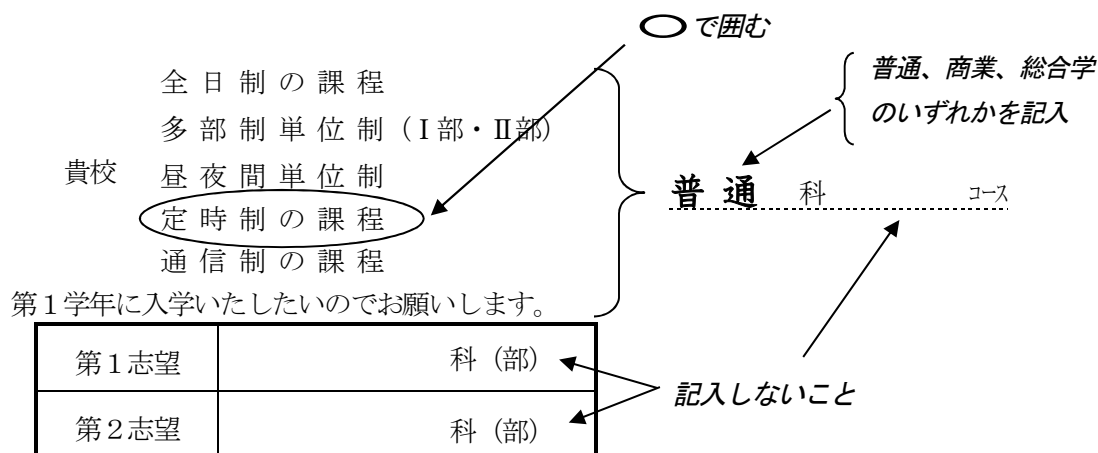 で囲む
普通、商業、総合学
のいずれかを記入
全日制の課程
多部制単位制（Ⅰ部・Ⅱ部）
貴校 昼夜間単位制
定時制の課程
通信制の課程
普通 科 コース
第１学年に入学いたしたいのでお願いします。
第１志望 科（部）
第２志望 科（部）
記入しないこと